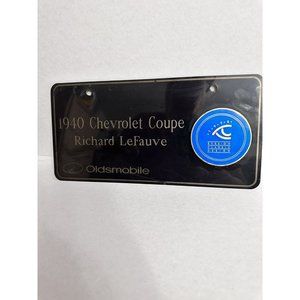 1940 Chevrolet Coupe
Richard LeFauve
Oldsmobile